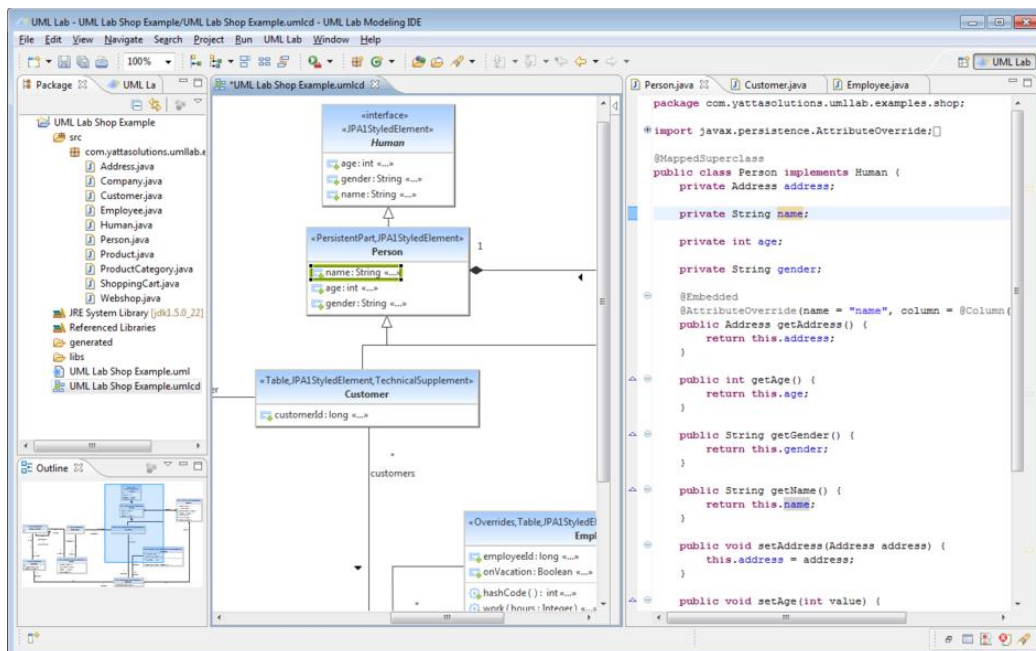 UML Lab - UML Lab Shop Example/UML Lab Shop Example.umlcd - UML Lab Modeling IDE
File Edit View Navigate Search Project Run UML Lab Window Help
100%
UML Lab
Package
UML La
UML Lab Shop Example
src
com.yattasolutions.umllab.e
Address.java
Company.java
Customer.java
Employee.java
Human.java
Person.java
Product.java
ProductCategory.java
ShoppingCart.java
Webshop.java
JRE System Library [jdk1.5.0_22]
Referenced Libraries
generated
libs
UML Lab Shop Example.uml
UML Lab Shop Example.umlcd
Outline
*UML Lab Shop Example.umlcd
«interface»
«JPA1StyledElement»
Human
age: int «...»
gender: String «...»
name: String «...»
«PersistentPart,JPA1StyledElement»
Person
1
name: String «...»
age: int «...»
gender: String «...»
«Table,JPA1StyledElement,TechnicalSupplement»
Customer
er
customerId: long «...»
*
customers
«Overrides,Table,JPA1StyledEl
Empl
employeeId: long «...»
onVacation: Boolean «...»
hashCode(): int «...»
work(hours: Integer) «...
*
Person.java
Customer.java
Employee.java
package com.yattasolutions.umllab.examples.shop;
import javax.persistence.AttributeOverride;
@MappedSuperclass
public class Person implements Human {
private Address address;
private String name;
private int age;
private String gender;
@Embedded
@AttributeOverride(name = "name", column = @Column(
public Address getAddress() {
return this.address;
}
public int getAge() {
return this.age;
}
public String getGender() {
return this.gender;
}
public String getName() {
return this.name;
}
public void setAddress(Address address) {
this.address = address;
}
public void setAge(int value) {